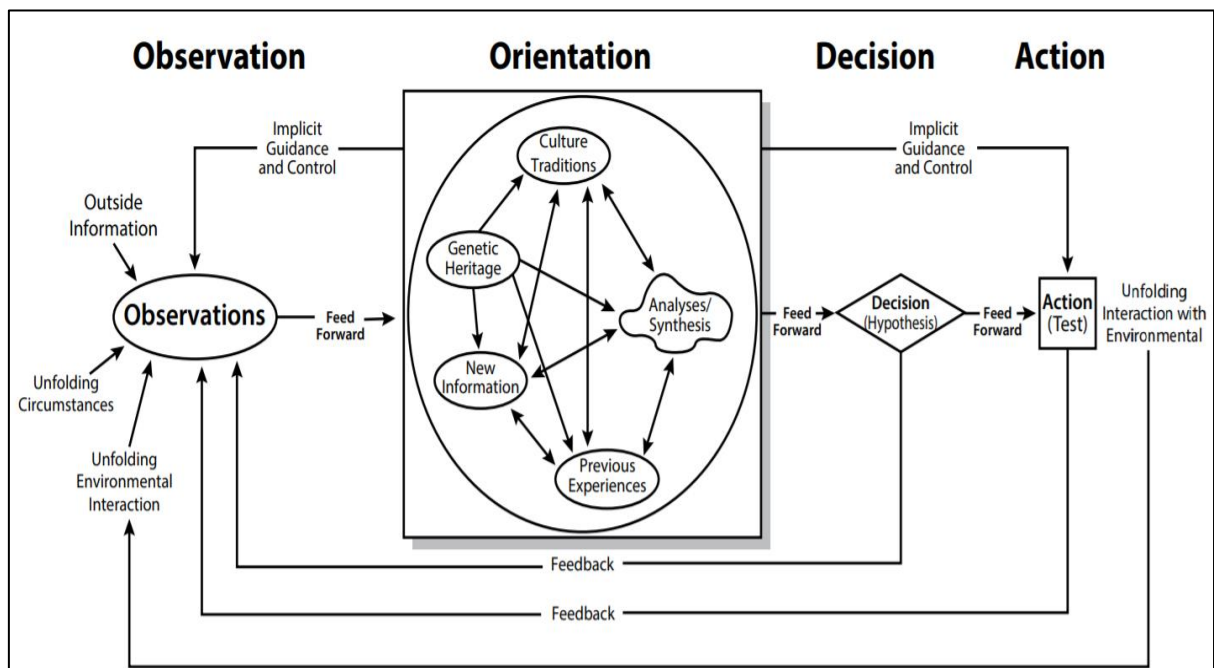 Observation
Orientation
Decision
Action
Implicit
Guidance
and Control
Culture
Traditions
Implicit
Guidance
and Control
Outside
Information
Genetic
Heritage
Observations
Feed
Forward
Analyses/
Synthesis
Feed
Forward
Decision
(Hypothesis)
Feed
Forward
Action
(Test)
Unfolding
Interaction with
Environmental
Unfolding
Circumstances
New
Information
Unfolding
Environmental
Interaction
Previous
Experiences
Feedback
Feedback